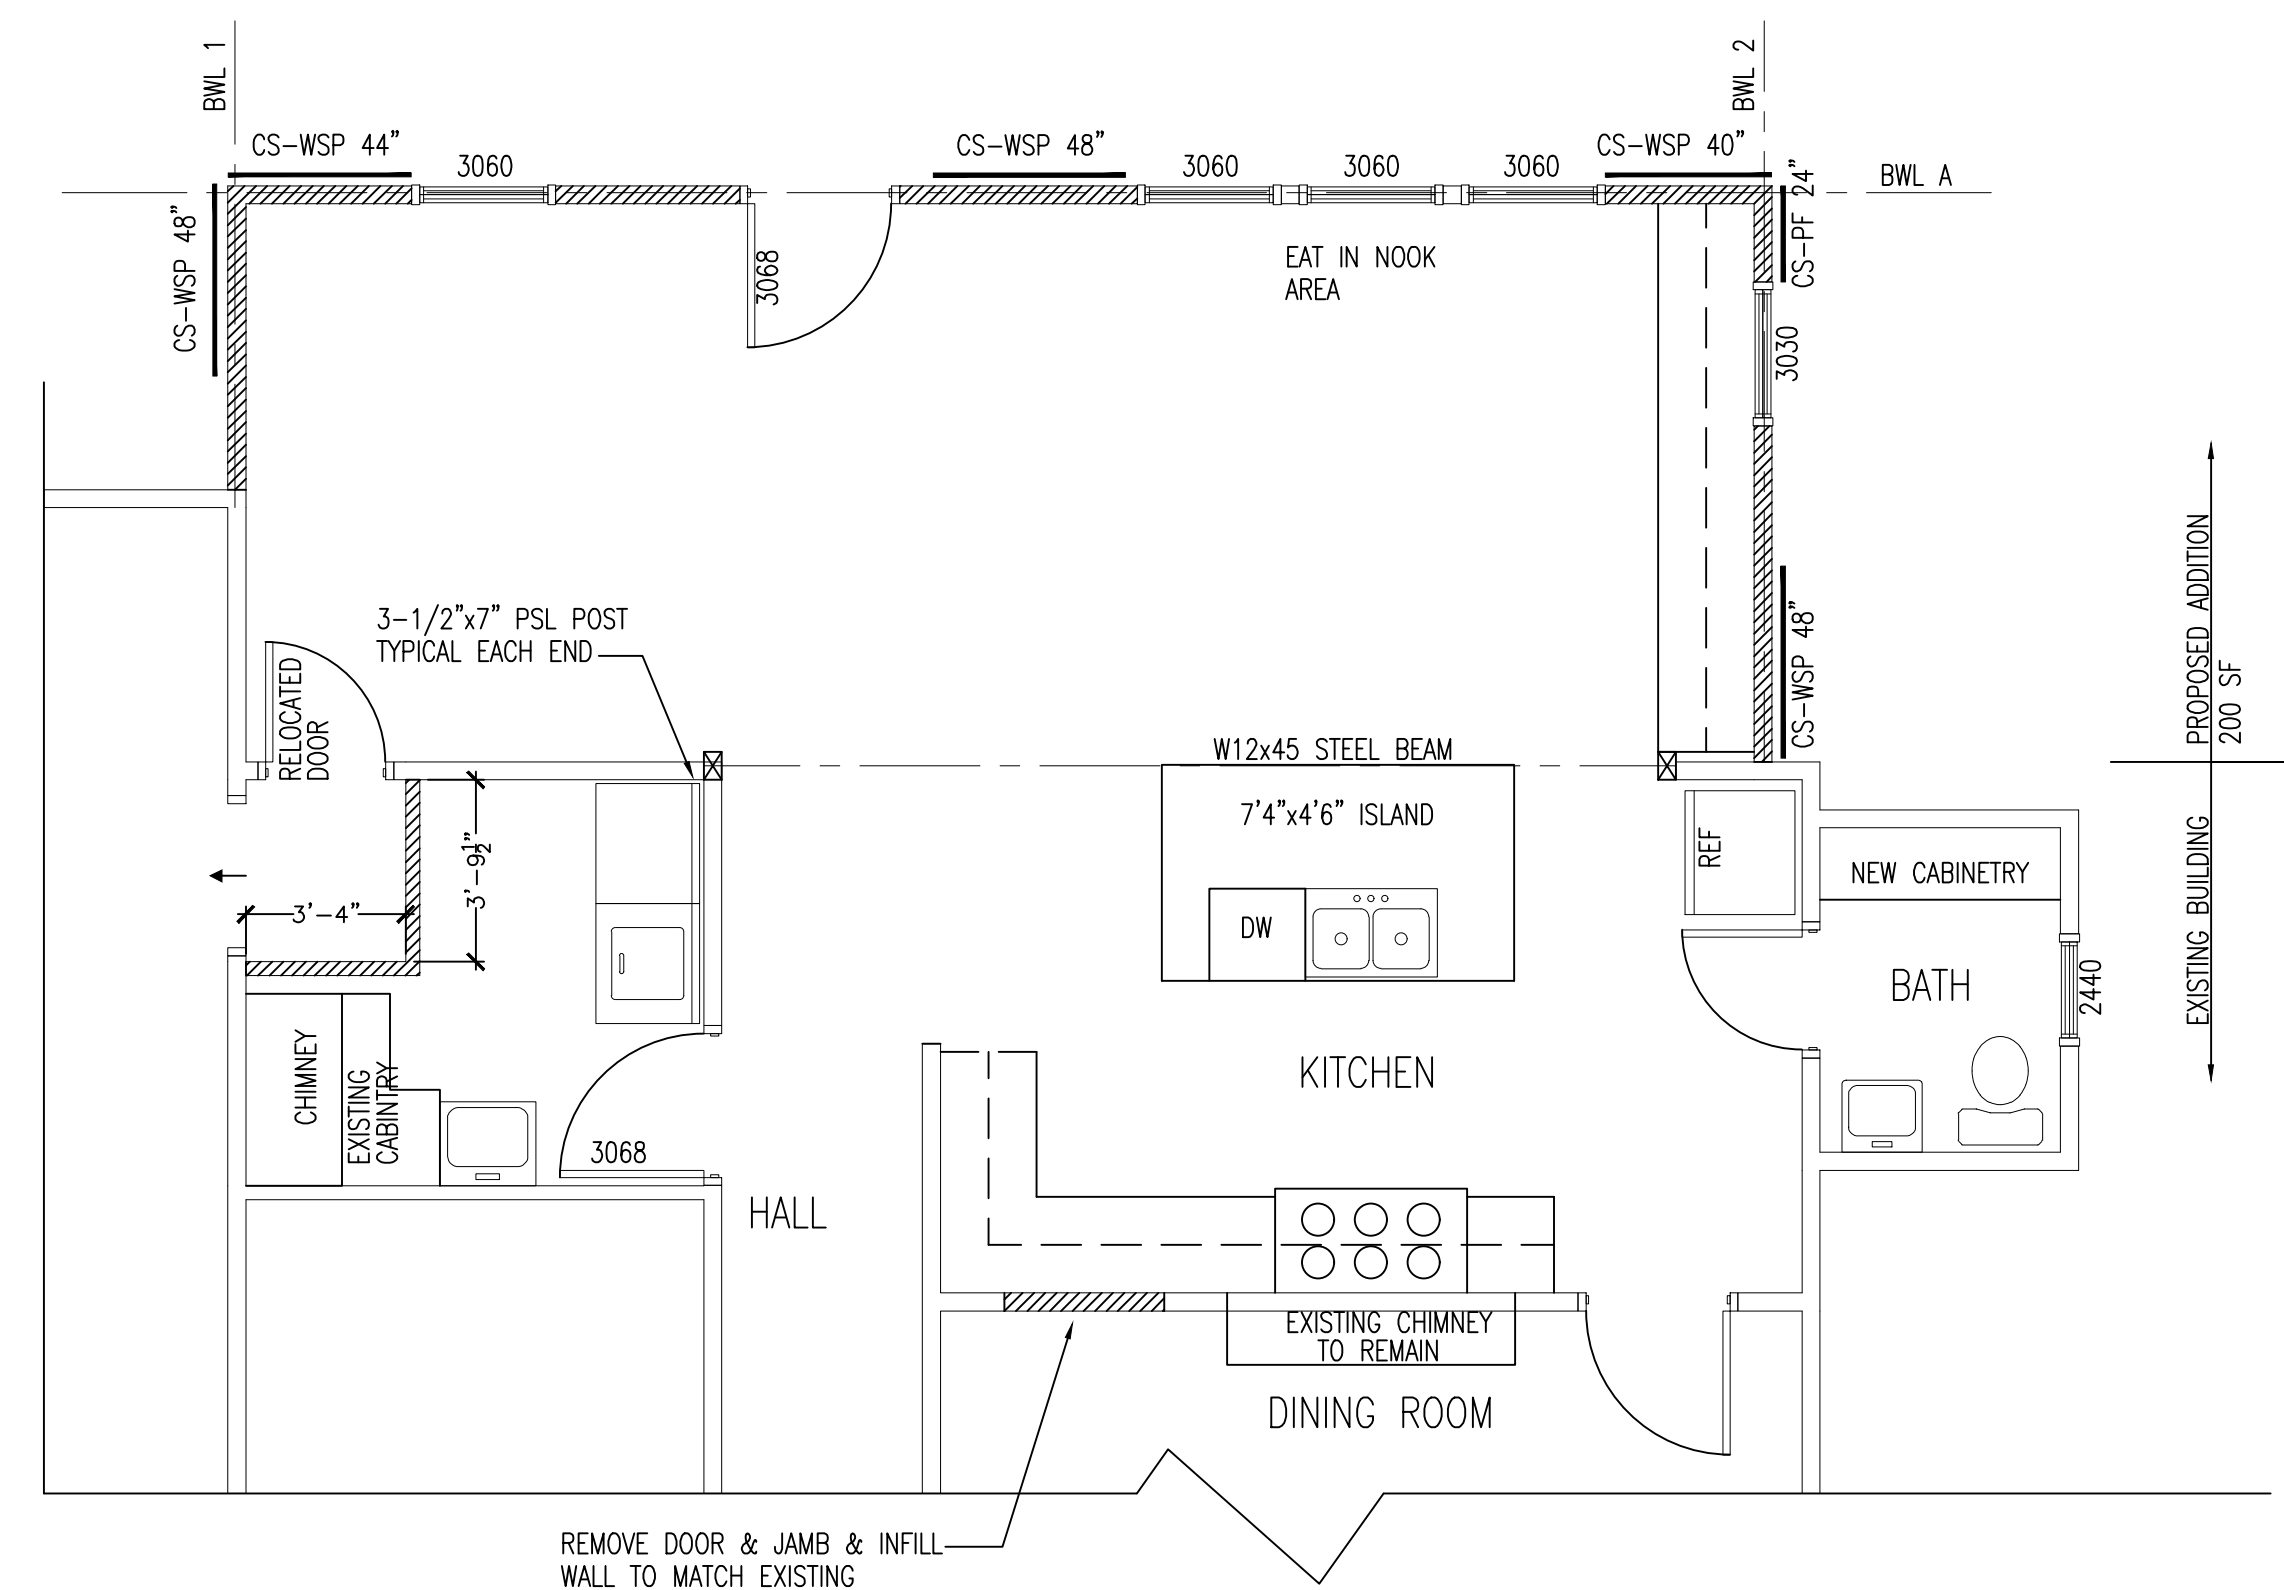 BWL 1
BWL 2
CS-WSP 44"
3060
CS-WSP 48"
3060
3060
3060
CS-WSP 40"
BWL A
CS-WSP 48"
CS-PF 24"
3068
EAT IN NOOK
AREA
3030
3-1/2"x7" PSL POST
TYPICAL EACH END
CS-WSP 48"
PROPOSED ADDITION
200 SF
RELOCATED
DOOR
W12x45 STEEL BEAM
7'4"x4'6" ISLAND
3'-9 1/2"
REF
NEW CABINETRY
EXISTING BUILDING
3'-4"
DW
BATH
2440
CHIMNEY
EXISTING
CABINTRY
KITCHEN
3068
HALL
EXISTING CHIMNEY
TO REMAIN
DINING ROOM
REMOVE DOOR & JAMB & INFILL
WALL TO MATCH EXISTING